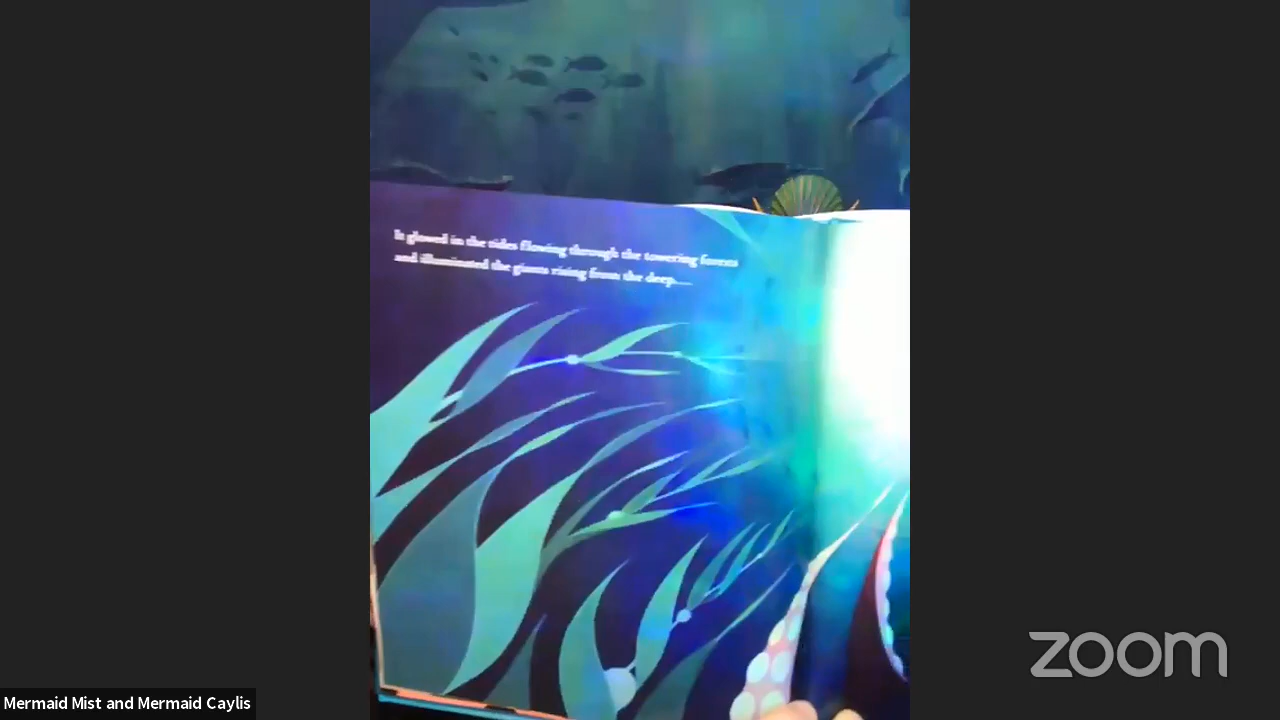 It glowed in the tides flowing through the towering forests
and illuminated the giants rising from the deep.....
zoom
Mermaid Mist and Mermaid Caylis